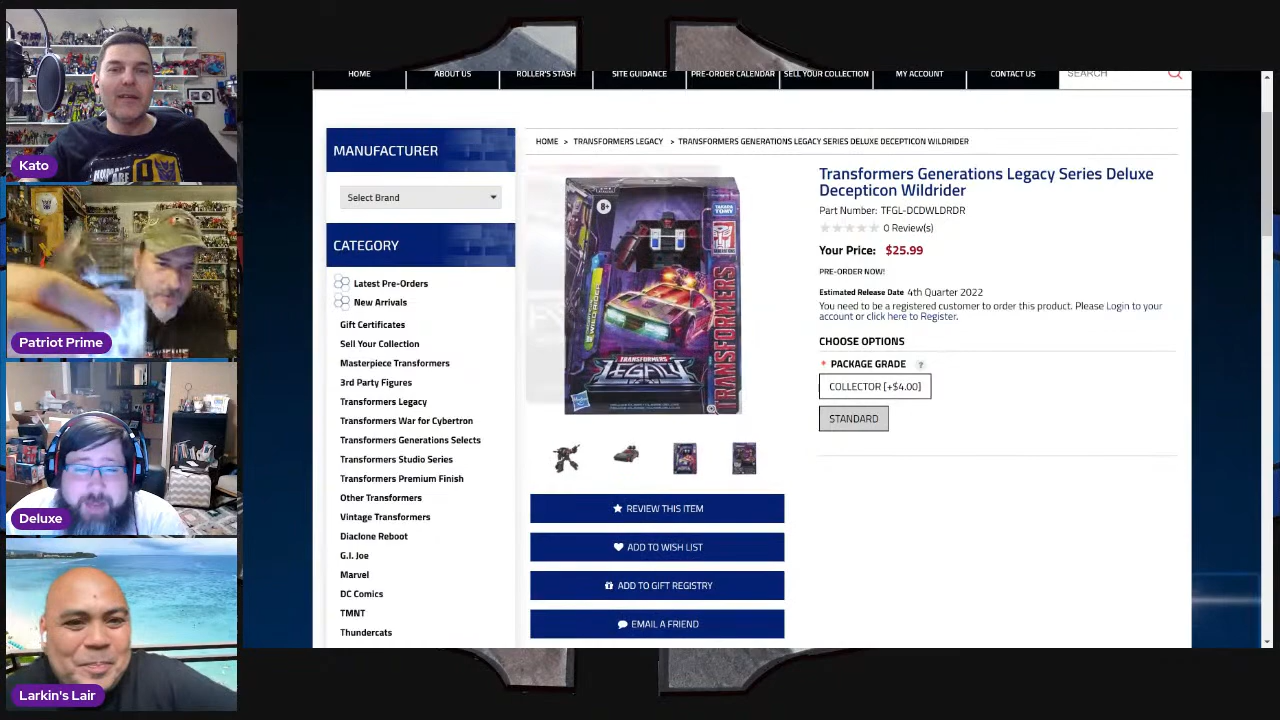 Kato
Patriot Prime
Deluxe
Larkin's Lair
HOME
ABOUT US
ROLLER'S STASH
SITE GUIDANCE
PRE-ORDER CALENDAR
SELL YOUR COLLECTION
MY ACCOUNT
CONTACT US
SEARCH
MANUFACTURER
Select Brand
CATEGORY
Latest Pre-Orders
New Arrivals
Gift Certificates
Sell Your Collection
Masterpiece Transformers
3rd Party Figures
Transformers Legacy
Transformers War for Cybertron
Transformers Generations Selects
Transformers Studio Series
Transformers Premium Finish
Other Transformers
Vintage Transformers
Diaclone Reboot
G.I. Joe
Marvel
DC Comics
TMNT
Thundercats
HOME > TRANSFORMERS LEGACY > TRANSFORMERS GENERATIONS LEGACY SERIES DELUXE DECEPTICON WILDRIDER
8+
TAKARA
TOMY
TRANSFORMERS
TRANSFORMERS
LEGACY
Hasbro
REVIEW THIS ITEM
ADD TO WISH LIST
ADD TO GIFT REGISTRY
EMAIL A FRIEND
Transformers Generations Legacy Series Deluxe
Decepticon Wildrider
Part Number: TFGL-DCDWLDRDR
0 Review(s)
Your Price: $25.99
PRE-ORDER NOW!
Estimated Release Date 4th Quarter 2022
You need to be a registered customer to order this product. Please Login to your
account or click here to Register.
CHOOSE OPTIONS
* PACKAGE GRADE ?
COLLECTOR [+$4.00]
STANDARD